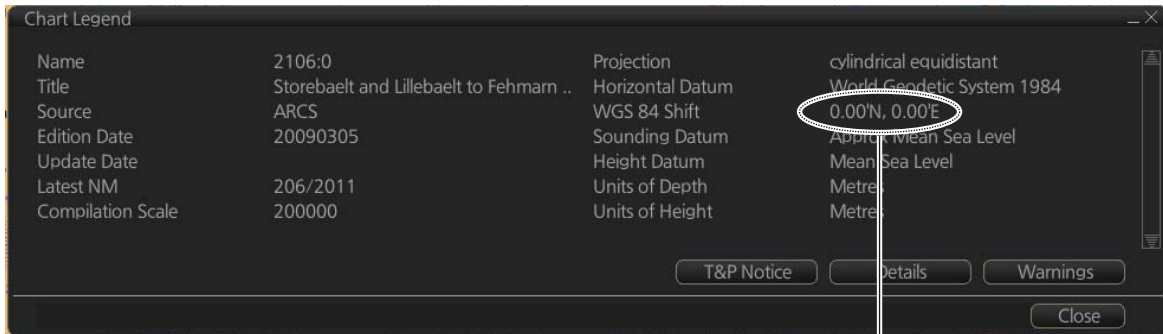 Chart Legend
Name 2106:0 Projection cylindrical equidistant
Title Storebaelt and Lillebaelt to Fehmarn .. Horizontal Datum World Geodetic System 1984
Source ARCS WGS 84 Shift 0.00'N, 0.00'E
Edition Date 20090305 Sounding Datum Approx Mean Sea Level
Update Date Height Datum Mean Sea Level
Latest NM 206/2011 Units of Depth Metres
Compilation Scale 200000 Units of Height Metres
T&P Notice Details Warnings
Close